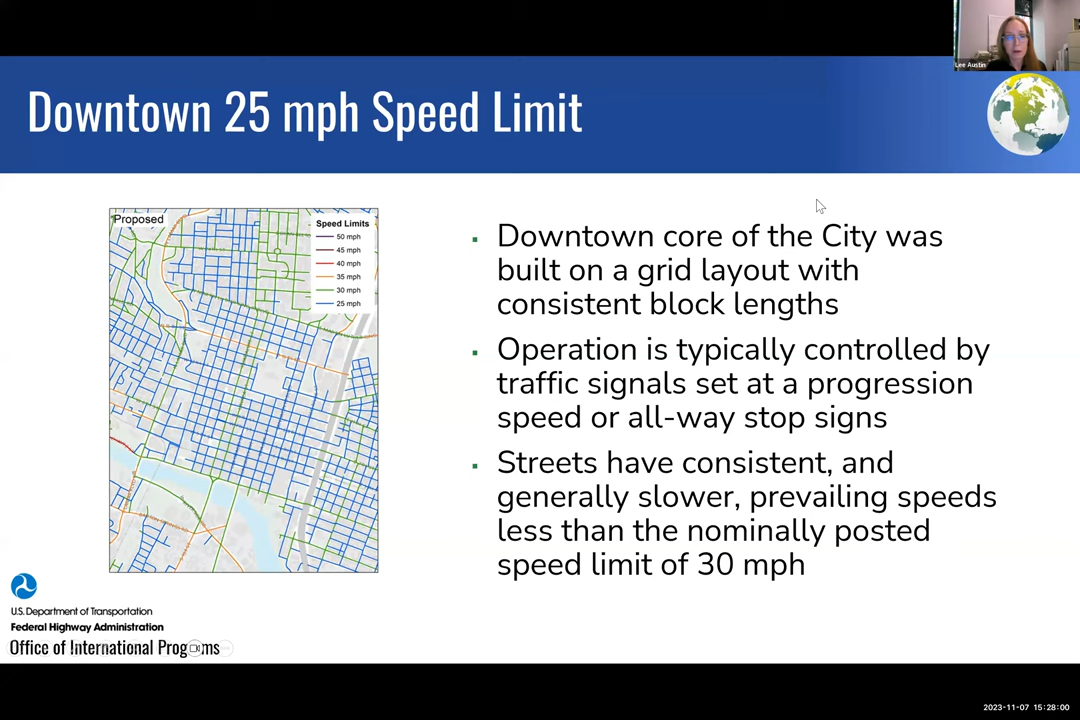 Lee Austin
Downtown 25 mph Speed Limit
Proposed
Speed Limits
50 mph
45 mph
40 mph
35 mph
30 mph
25 mph
▪ Downtown core of the City was
built on a grid layout with
consistent block lengths
▪ Operation is typically controlled by
traffic signals set at a progression
speed or all-way stop signs
▪ Streets have consistent, and
generally slower, prevailing speeds
less than the nominally posted
speed limit of 30 mph
U.S. Department of Transportation
Federal Highway Administration
Office of International Programs
2023-11-07 15:28:00